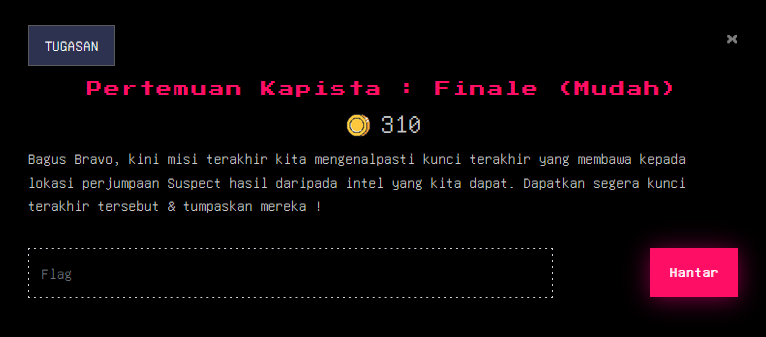 TUGASAN
×
Pertemuan Kapista : Finale (Mudah)
310
Bagus Bravo, kini misi terakhir kita mengenalpasti kunci terakhir yang membawa kepada
lokasi perjumpaan Suspect hasil daripada intel yang kita dapat. Dapatkan segera kunci
terakhir tersebut & tumpaskan mereka !
Flag
Hantar